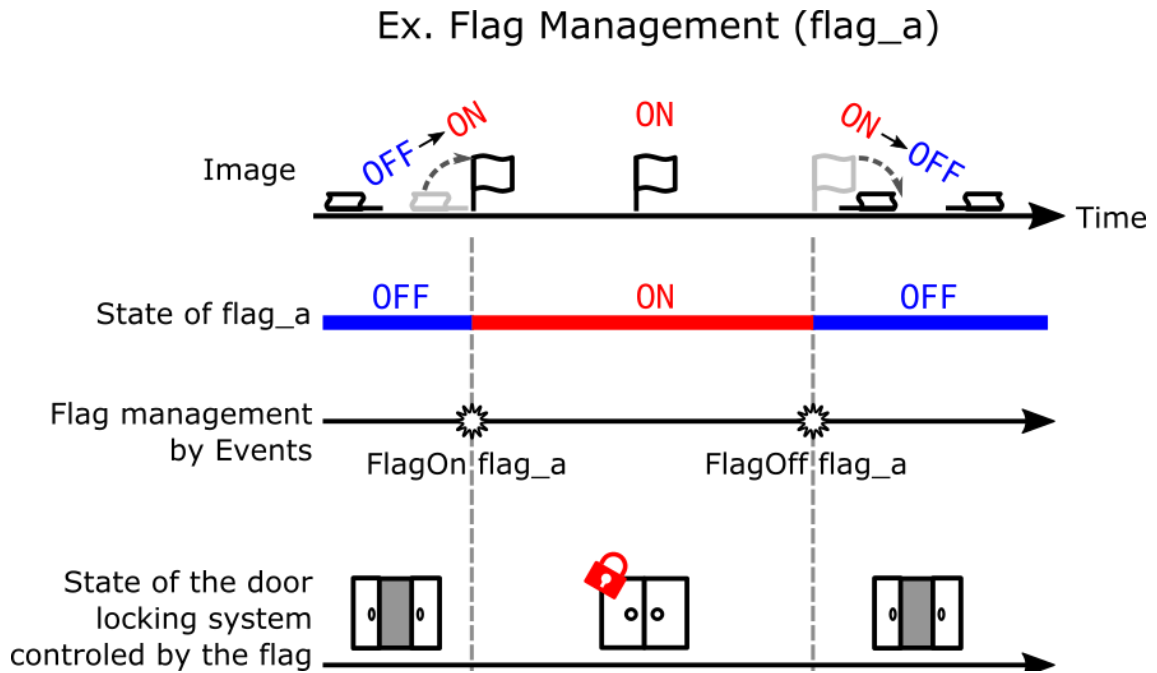 Ex. Flag Management (flag_a)
OFF → ON
ON
ON → OFF
Image
Time
OFF
ON
OFF
State of flag_a
Flag management
by Events
FlagOn flag_a
FlagOff flag_a
State of the door
locking system
controled by the flag